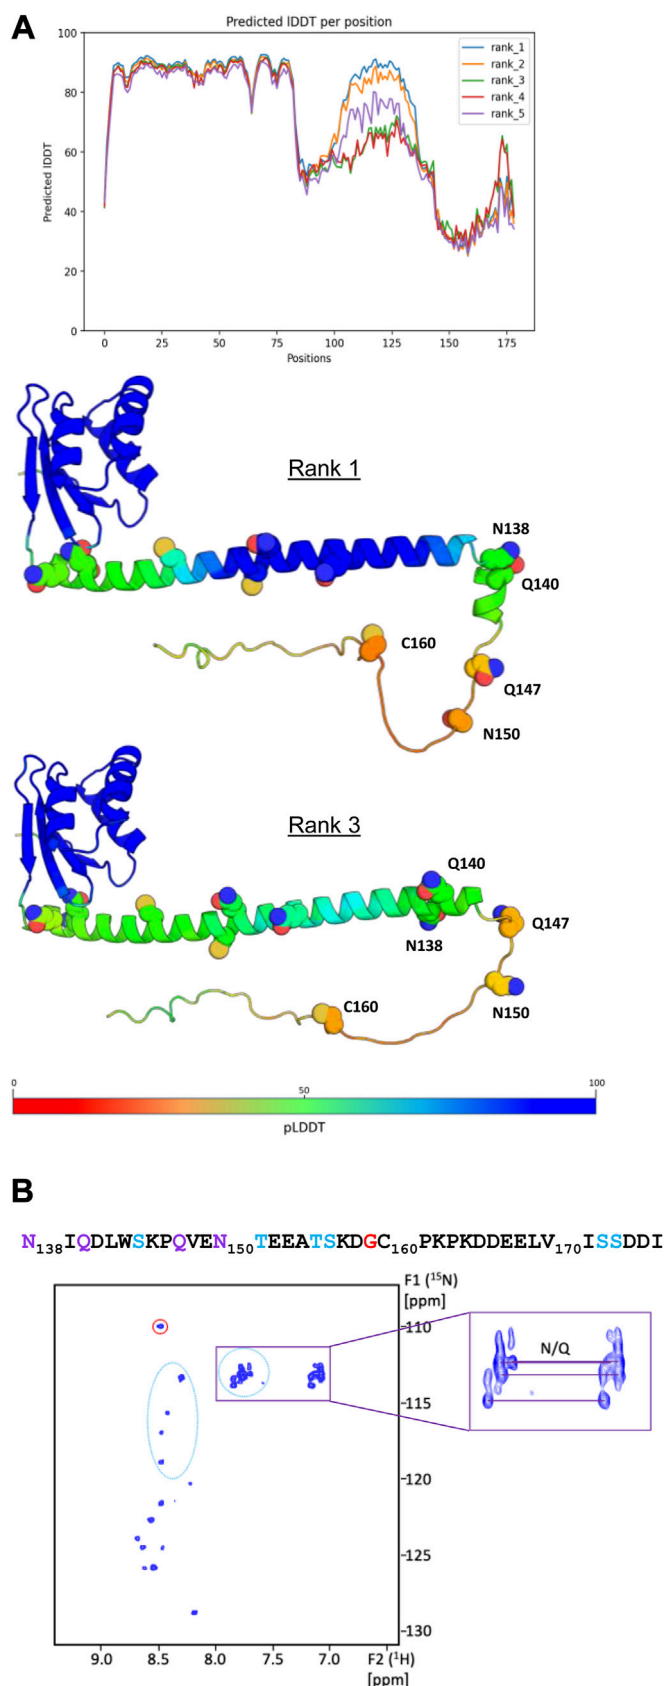 A
Predicted lDDT per position
100
80
60
40
20
0
Predicted lDDT
rank_1
rank_2
rank_3
rank_4
rank_5
0 25 50 75 100 125 150 175
Positions
Rank 1
N138
Q140
C160
Q147
N150
Rank 3
Q140
N138
Q147
N150
C160
0 50 100
pLDDT
B
N138IQDLWSKPQVEN150TEEATSKDGC160PKPKDDEELV170ISSDDI
F1 (15N)
[ppm]
N/Q
110
115
120
125
130
9.0 8.5 8.0 7.5 7.0 F2 (1H)
[ppm]